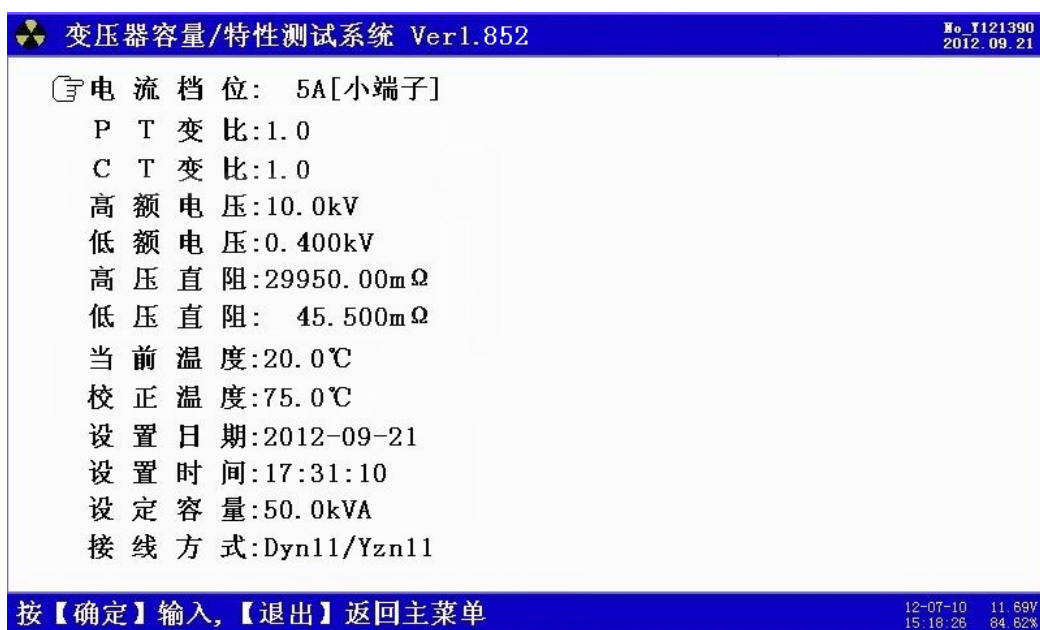 变压器容量/特性测试系统 Ver1.852
No_Y121390
2012.09.21
电流档位: 5A[小端子]
PT变比:1.0
CT变比:1.0
高额电压:10.0kV
低额电压:0.400kV
高压直阻:29950.00mΩ
低压直阻: 45.500mΩ
当前温度:20.0℃
校正温度:75.0℃
设置日期:2012-09-21
设置时间:17:31:10
设定容量:50.0kVA
接线方式:Dyn11/Yzn11
按【确定】输入,【退出】返回主菜单
12-07-10 11.69V
15:18:26 84.62%